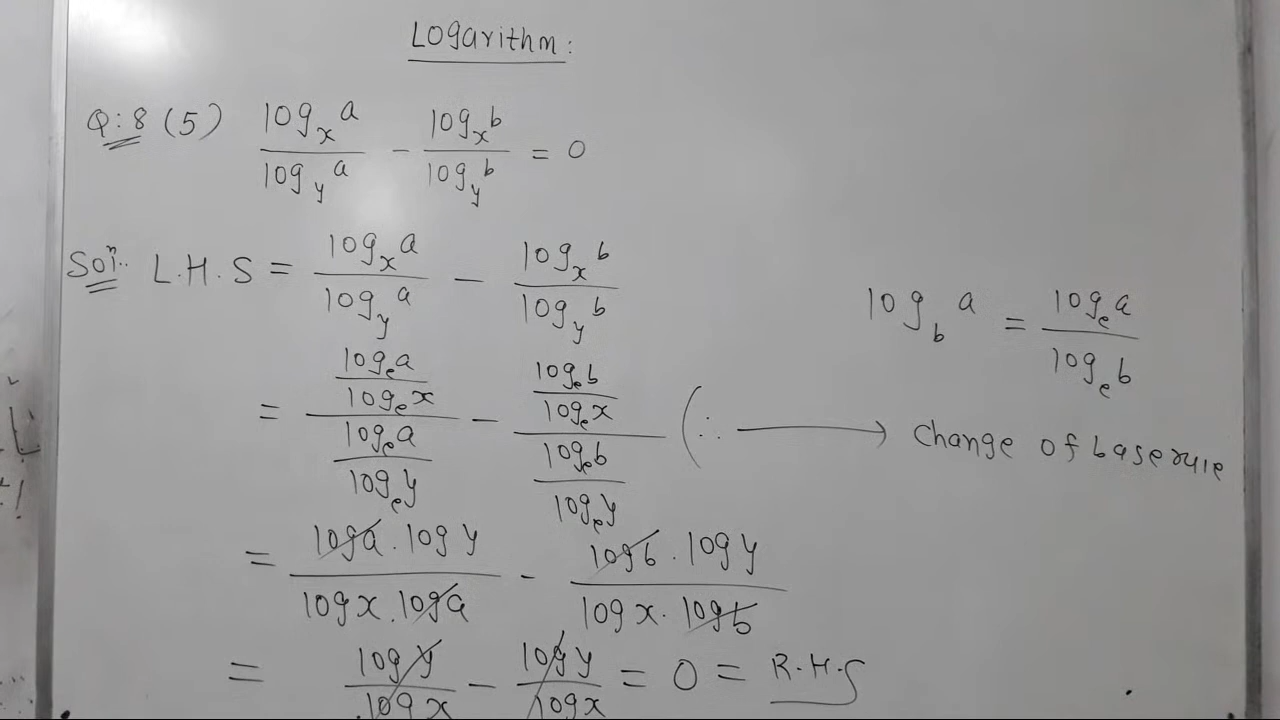 Logarithm:
Q:8 (5) log_x a / log_y a - log_x b / log_y b = 0
Solⁿ. L.H.S = log_x a / log_y a - log_x b / log_y b
log_b a = log_e a / log_e b
= (log_e a / log_e x) / (log_e a / log_e y) - (log_e b / log_e x) / (log_e b / log_e y) (∴ ⟶ Change of base rule
= log a . log y / log x . log a - log b . log y / log x . log b
= log y / log x - log y / log x = 0 = R.H.S